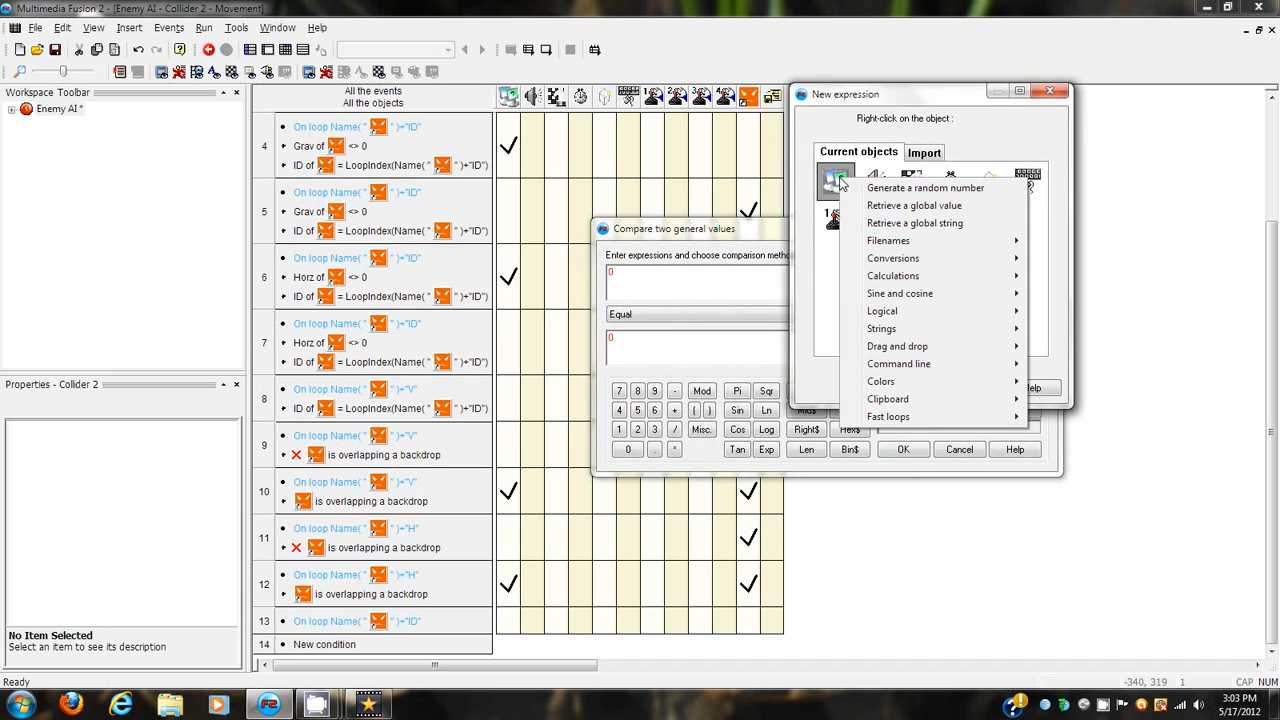 Multimedia Fusion 2 - [Enemy AI - Collider 2 - Movement]
File Edit View Insert Events Run Tools Window Help
Workspace Toolbar
Enemy AI *
All the events
All the objects
4
On loop Name( " " )+"ID"
Grav of <> 0
ID of = LoopIndex(Name( " " )+"ID")
5
On loop Name( " " )+"ID"
Grav of <> 0
ID of = LoopIndex(Name( " " )+"ID")
6
On loop Name( " " )+"ID"
Horz of <> 0
ID of = LoopIndex(Name( " " )+"ID")
7
On loop Name( " " )+"ID"
Horz of <> 0
ID of = LoopIndex(Name( " " )+"ID")
8
On loop Name( " " )+"V"
ID of = LoopIndex(Name( " " )+"ID")
9
On loop Name( " " )+"V"
is overlapping a backdrop
10
On loop Name( " " )+"V"
is overlapping a backdrop
11
On loop Name( " " )+"H"
is overlapping a backdrop
12
On loop Name( " " )+"H"
is overlapping a backdrop
13
On loop Name( " " )+"ID"
14 New condition
Properties - Collider 2
No Item Selected
Select an item to see its description
New expression
Right-click on the object :
Current objects Import
Generate a random number
Retrieve a global value
Retrieve a global string
Filenames
Conversions
Calculations
Sine and cosine
Logical
Strings
Drag and drop
Command line
Colors
Clipboard
Fast loops
Compare two general values
Enter expressions and choose comparison metho
0
Equal
0
7 8 9 - Mod Pi Sqr
4 5 6 + ( ) Sin Ln
1 2 3 / Misc. Cos Log Right$ Hex$
0 . * Tan Exp Len Bin$ OK Cancel Help
Ready
-340, 319 1 CAP NUM
3:03 PM
5/17/2012